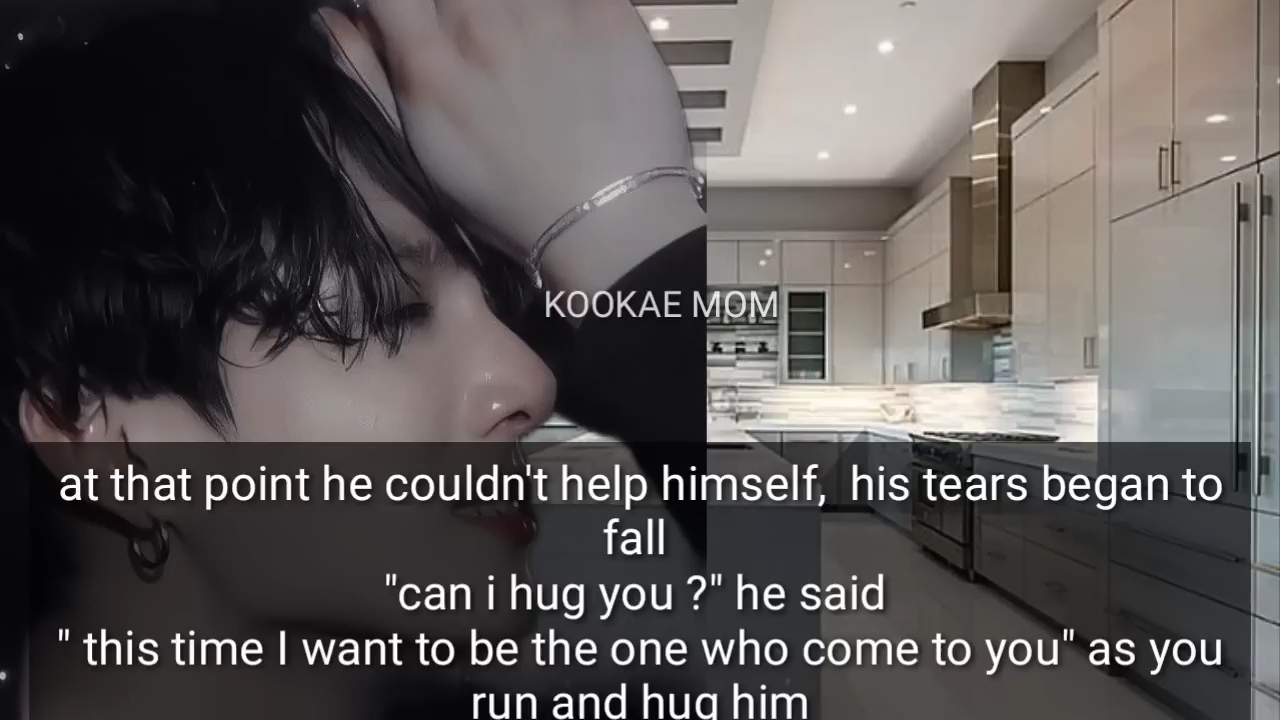 KOOKAE MOM
at that point he couldn't help himself,  his tears began to
fall
"can i hug you ?" he said
" this time I want to be the one who come to you" as you
run and hug him